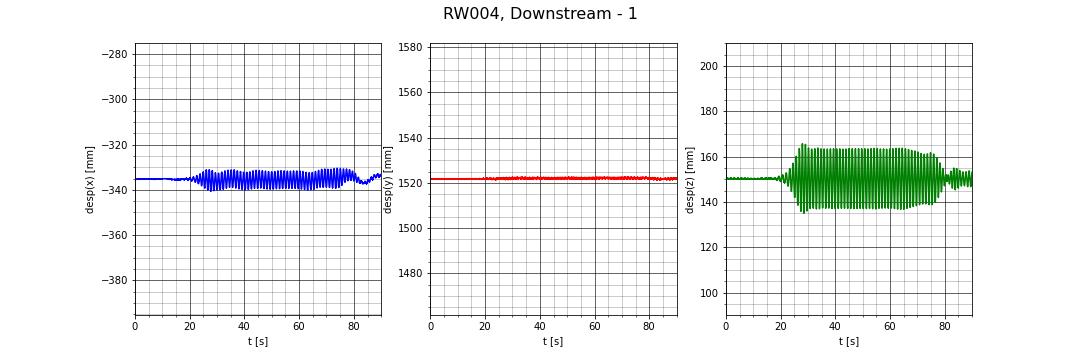 RW004, Downstream - 1
desp(x) [mm]
−280
−300
−320
−340
−360
−380
0 20 40 60 80
t [s]
desp(y) [mm]
1580
1560
1540
1520
1500
1480
0 20 40 60 80
t [s]
desp(z) [mm]
200
180
160
140
120
100
0 20 40 60 80
t [s]